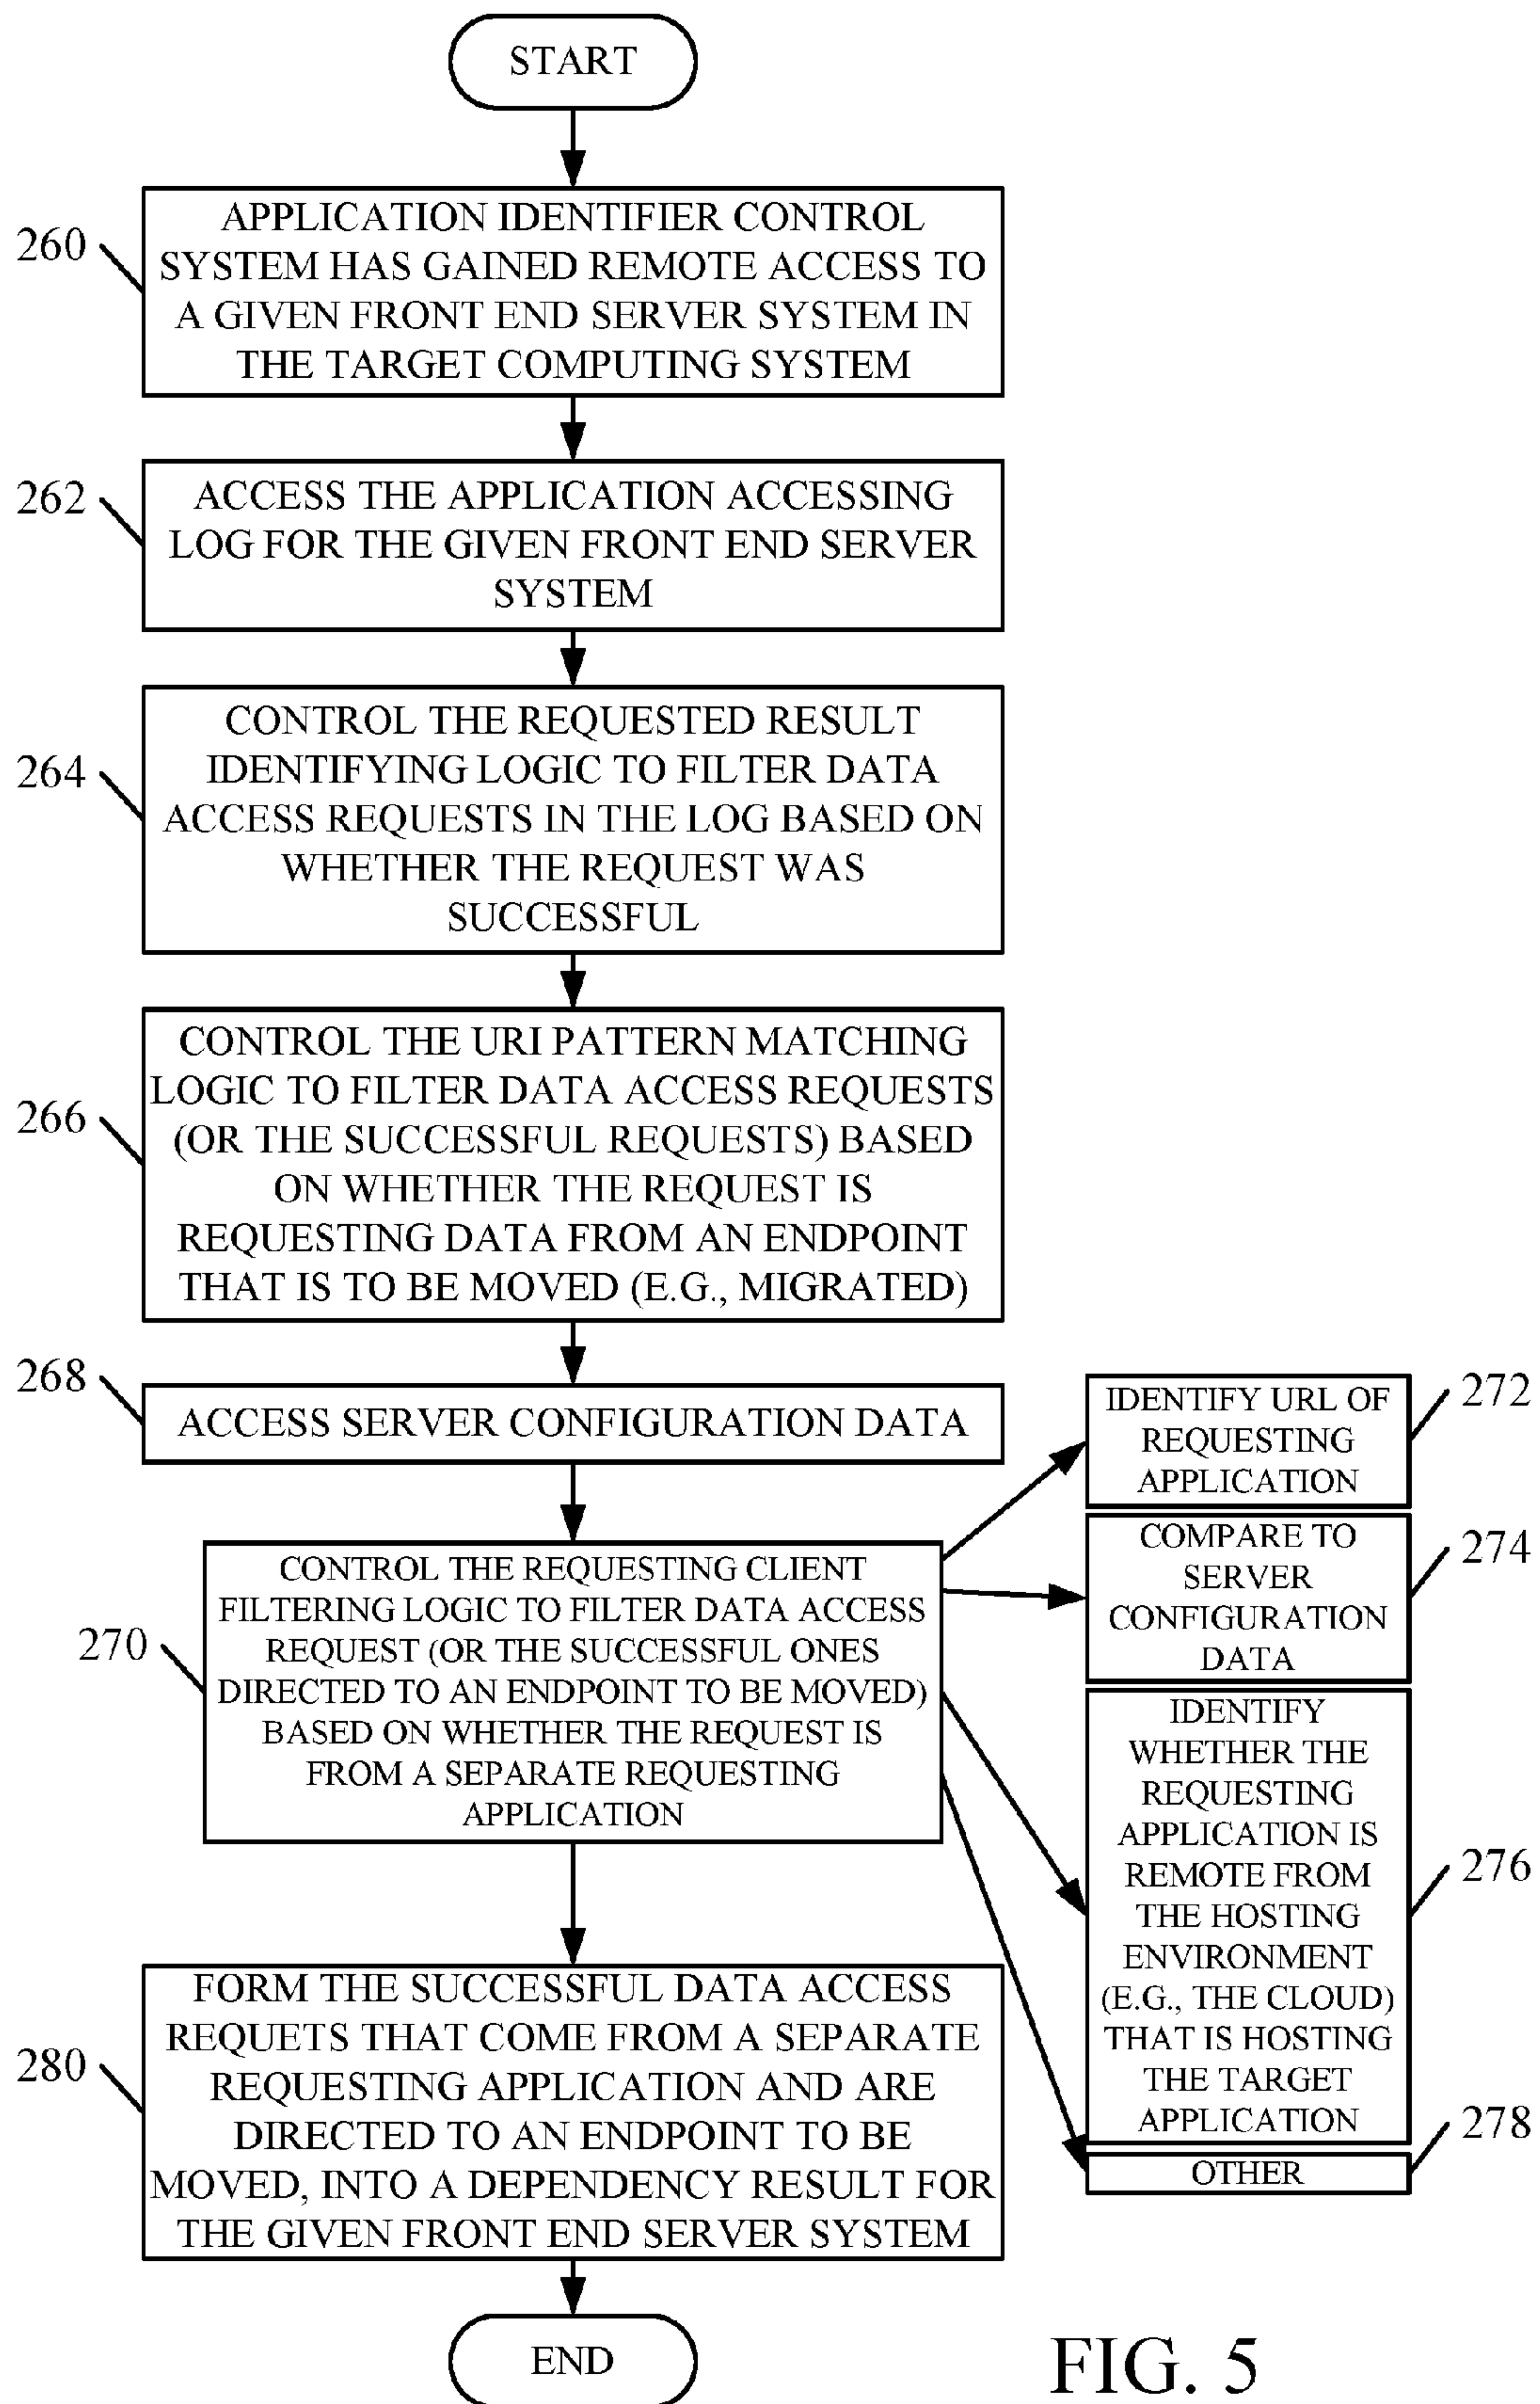 START
260
APPLICATION IDENTIFIER CONTROL
SYSTEM HAS GAINED REMOTE ACCESS TO
A GIVEN FRONT END SERVER SYSTEM IN
THE TARGET COMPUTING SYSTEM
262
ACCESS THE APPLICATION ACCESSING
LOG FOR THE GIVEN FRONT END SERVER
SYSTEM
264
CONTROL THE REQUESTED RESULT
IDENTIFYING LOGIC TO FILTER DATA
ACCESS REQUESTS IN THE LOG BASED ON
WHETHER THE REQUEST WAS
SUCCESSFUL
266
CONTROL THE URI PATTERN MATCHING
LOGIC TO FILTER DATA ACCESS REQUESTS
(OR THE SUCCESSFUL REQUESTS) BASED
ON WHETHER THE REQUEST IS
REQUESTING DATA FROM AN ENDPOINT
THAT IS TO BE MOVED (E.G., MIGRATED)
268
ACCESS SERVER CONFIGURATION DATA
270
CONTROL THE REQUESTING CLIENT
FILTERING LOGIC TO FILTER DATA ACCESS
REQUEST (OR THE SUCCESSFUL ONES
DIRECTED TO AN ENDPOINT TO BE MOVED)
BASED ON WHETHER THE REQUEST IS
FROM A SEPARATE REQUESTING
APPLICATION
272
IDENTIFY URL OF
REQUESTING
APPLICATION
274
COMPARE TO
SERVER
CONFIGURATION
DATA
276
IDENTIFY
WHETHER THE
REQUESTING
APPLICATION IS
REMOTE FROM
THE HOSTING
ENVIRONMENT
(E.G., THE CLOUD)
THAT IS HOSTING
THE TARGET
APPLICATION
278
OTHER
280
FORM THE SUCCESSFUL DATA ACCESS
REQUETS THAT COME FROM A SEPARATE
REQUESTING APPLICATION AND ARE
DIRECTED TO AN ENDPOINT TO BE
MOVED, INTO A DEPENDENCY RESULT FOR
THE GIVEN FRONT END SERVER SYSTEM
END
FIG. 5